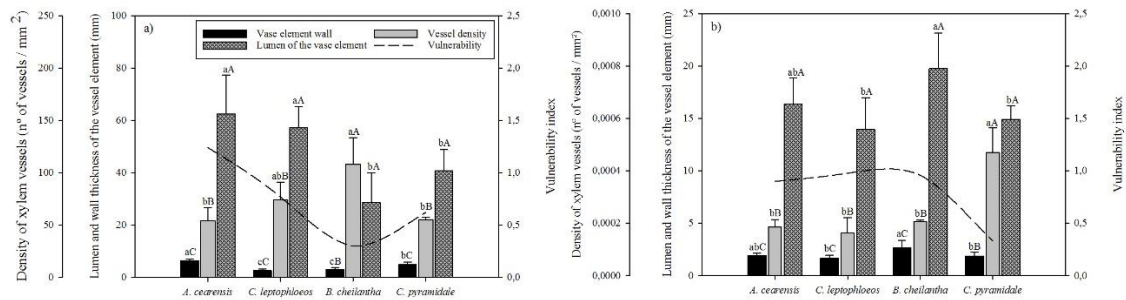 Density of xylem vessels (n° of vessels / mm²)
250
200
150
100
50
0
Lumen and wall thickness of the vessel element (mm)
100
80
60
40
20
0
a)
Vase element wall
Lumen of the vase element
Vessel density
Vulnerability
aC
bB
aA
cC
abB
aA
cB
aA
bA
bC
bB
bA
A. cearensis
C. leptophloeos
B. cheilantha
C. pyramidale
2,5
2,0
1,5
1,0
0,5
0,0
Vulnerability index
Density of xylem vessels (nº of vessels / mm²)
0,0010
0,0008
0,0006
0,0004
0,0002
0,0000
Lumen and wall thickness of the vessel element (mm)
25
20
15
10
5
0
b)
abC
bB
abA
bC
bB
bA
aC
bB
aA
bC
aB
bA
A. cearensis
C. leptophloeos
B. cheilantha
C. pyramidale
2,5
2,0
1,5
1,0
0,5
0,0
Vulnerability index